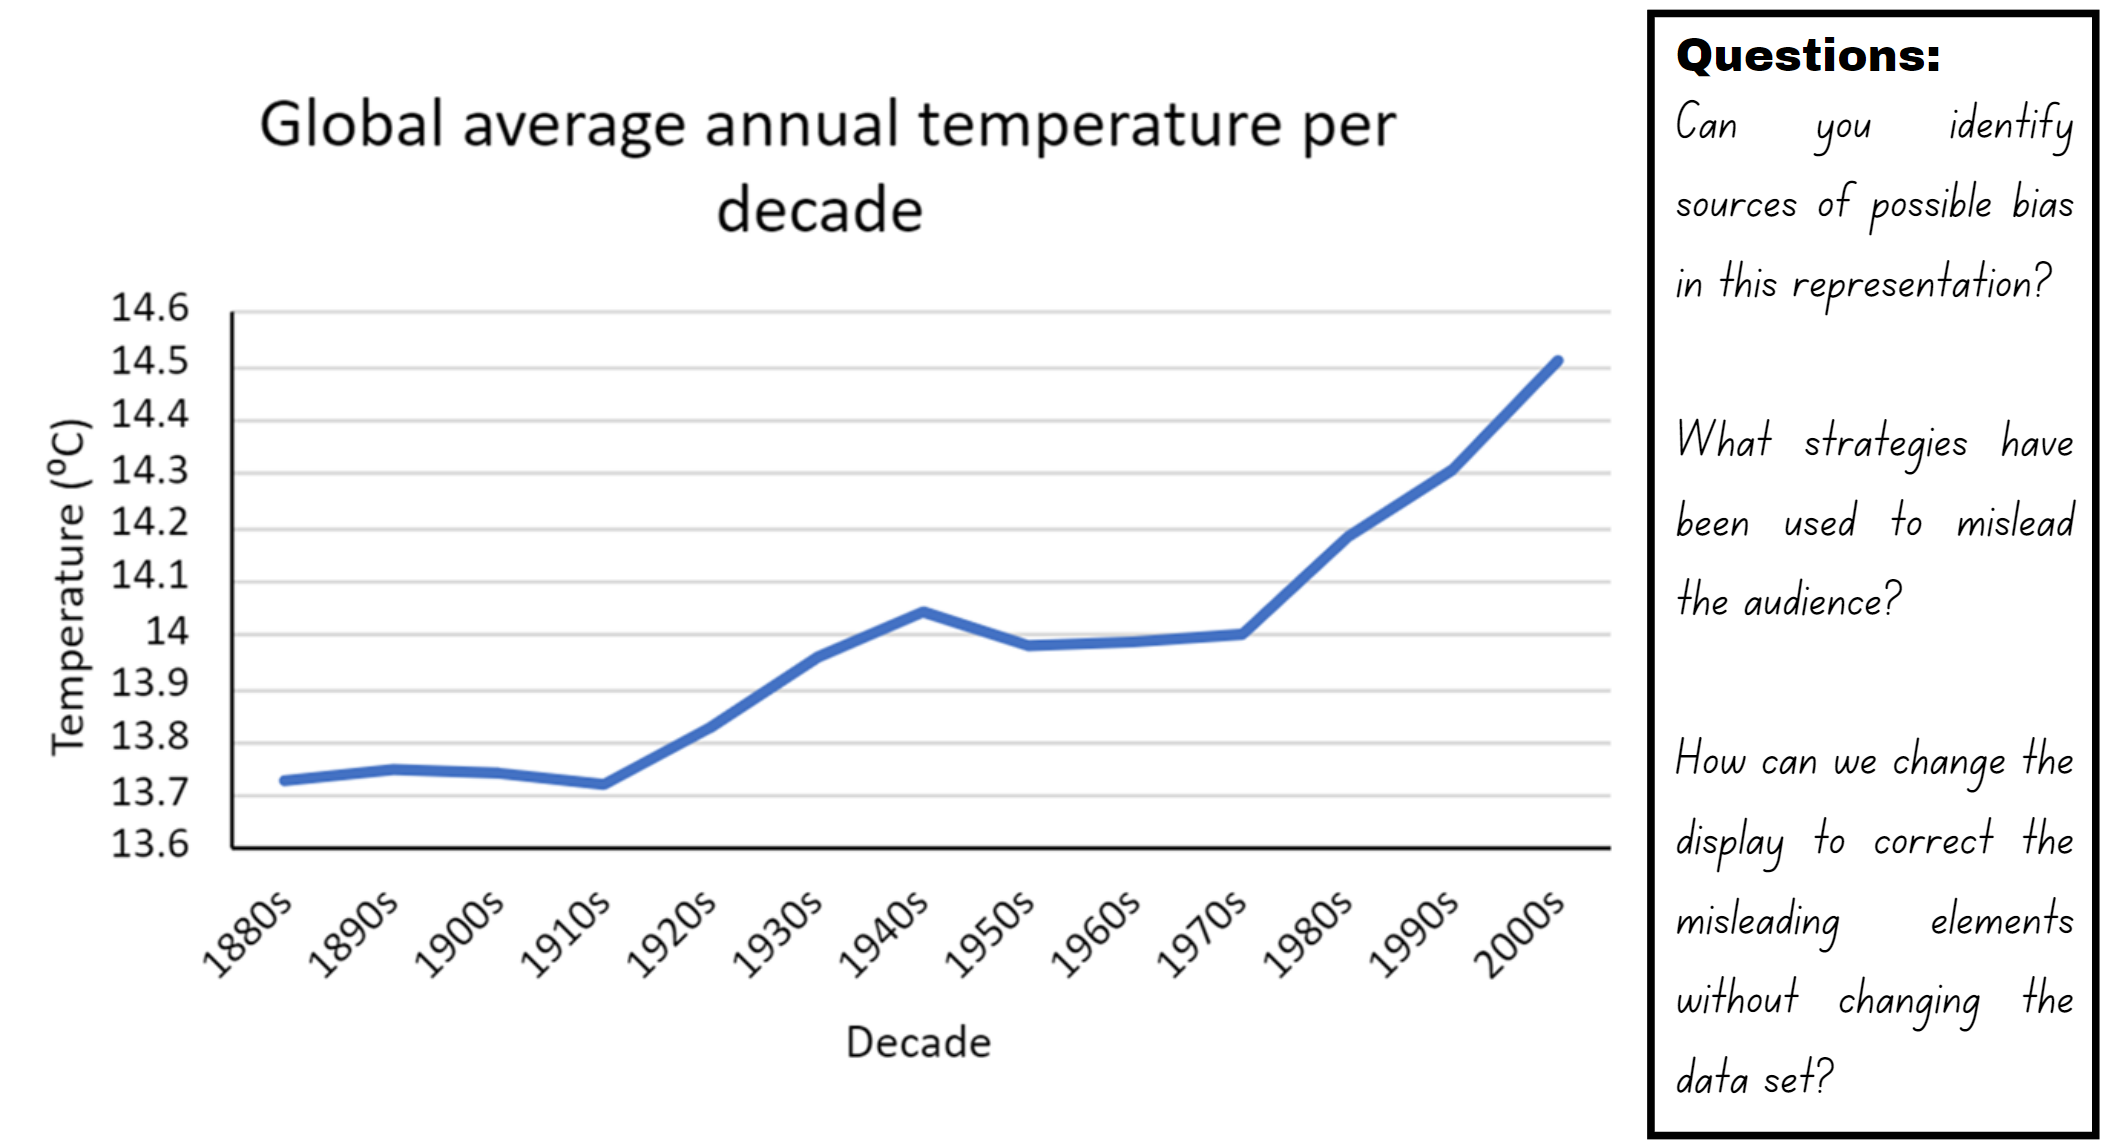 Global average annual temperature per
decade
Temperature (⁰C)
14.6
14.5
14.4
14.3
14.2
14.1
14
13.9
13.8
13.7
13.6
1880s
1890s
1900s
1910s
1920s
1930s
1940s
1950s
1960s
1970s
1980s
1990s
2000s
Decade
Questions:
Can you identify
sources of possible bias
in this representation?
What strategies have
been used to mislead
the audience?
How can we change the
display to correct the
misleading elements
without changing the
data set?